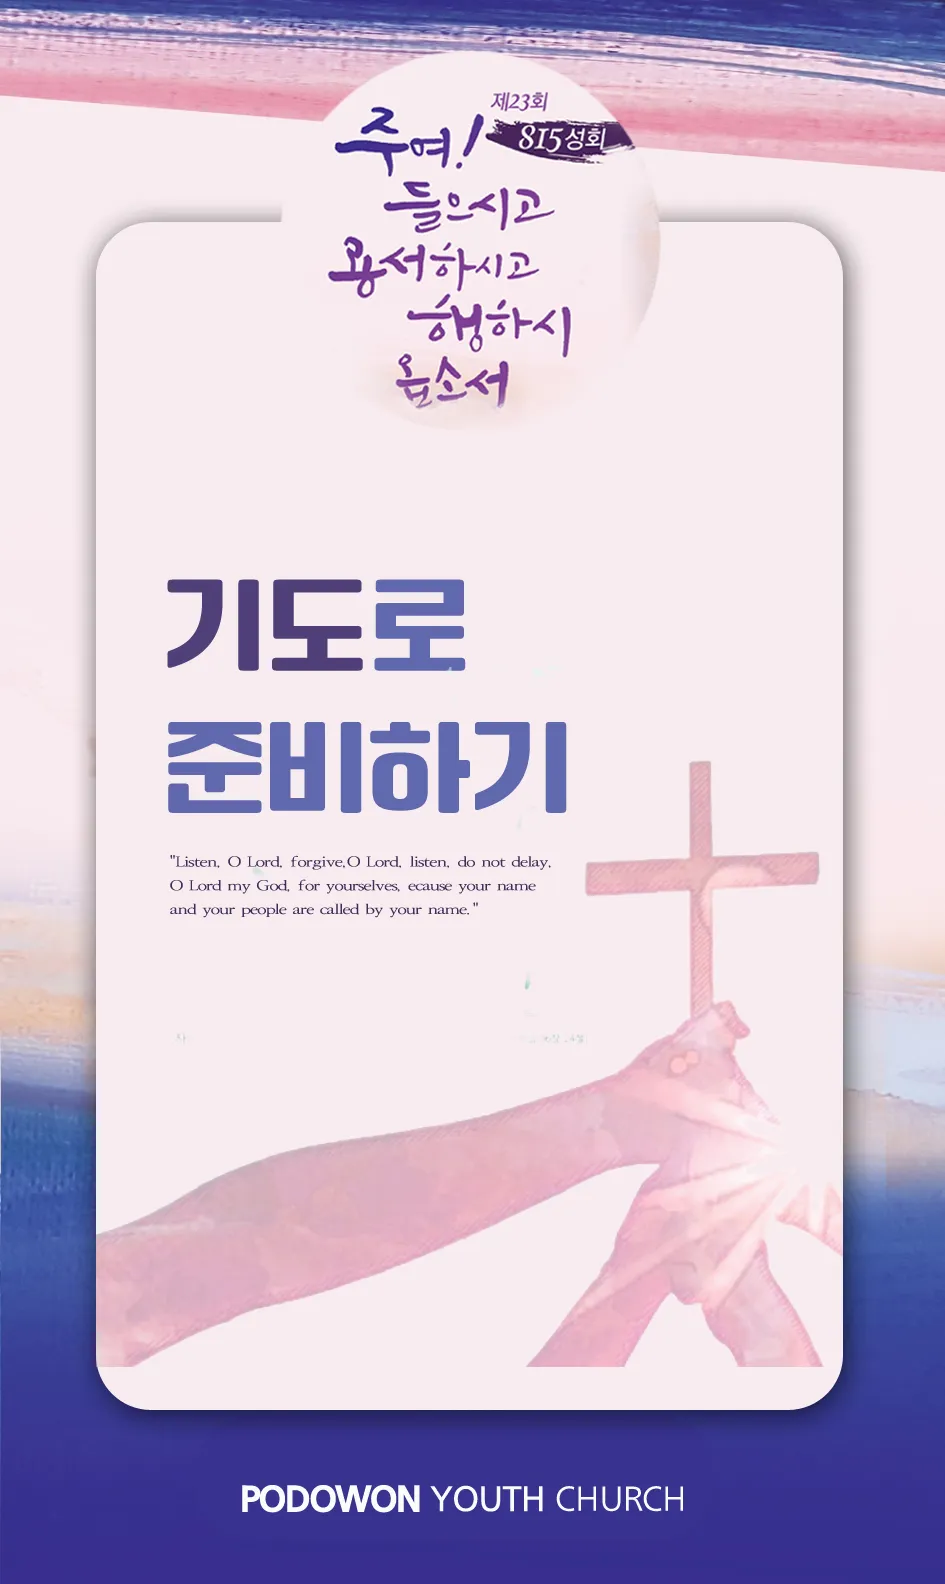 제23회
815성회
주여!
들으시고
용서하시고
행하시
옵소서
기도로
준비하기
"Listen, O Lord, forgive,O Lord, listen, do not delay,
O Lord my God, for yourselves, ecause your name
and your people are called by your name."
PODOWON YOUTH CHURCH